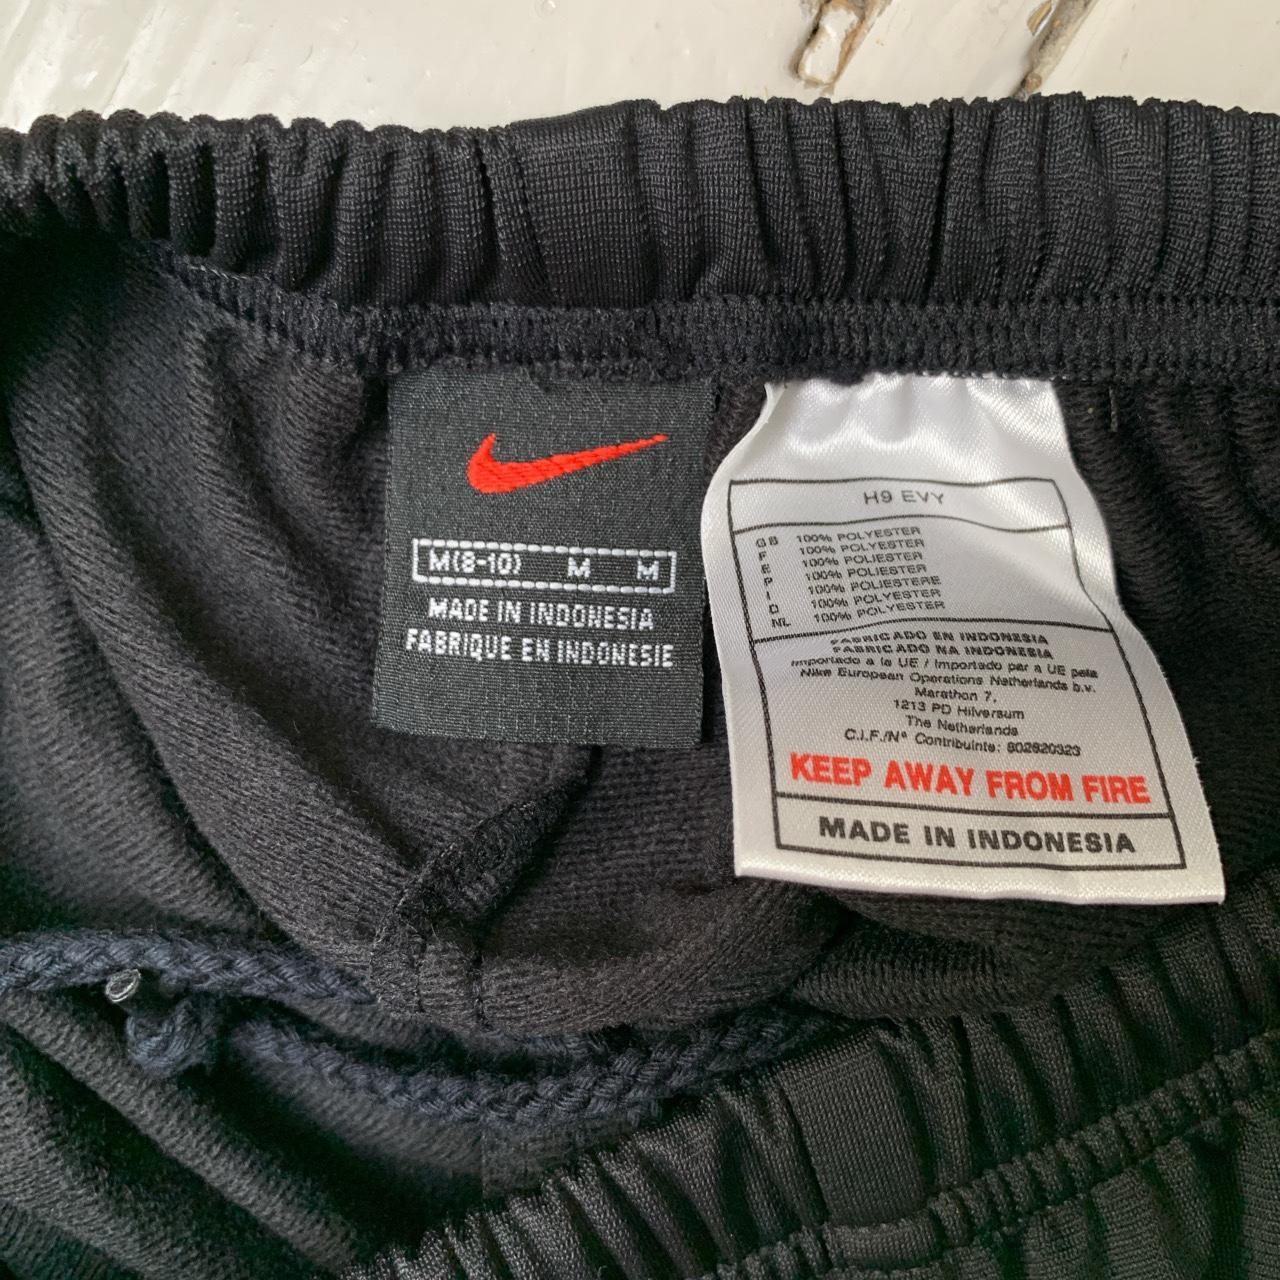 M(8-10) M M
MADE IN INDONESIA
FABRIQUE EN INDONESIE
H9 EVY
GB 100% POLYESTER
F 100% POLYESTER
E 100% POLIESTER
P 100% POLIESTERE
I 100% POLIESTERE
D 100% POLYESTER
NL 100% POLYESTER
FABRICADO EN INDONESIA
FABRICADO NA INDONESIA
Importado a la UE / Importado par a UE pela
Nike European Operations Netherlands b.v.
Marathon 7,
1213 PD Hilversum
The Netherlands
C.I.F./Nº Contribuinte: 802820323
KEEP AWAY FROM FIRE
MADE IN INDONESIA